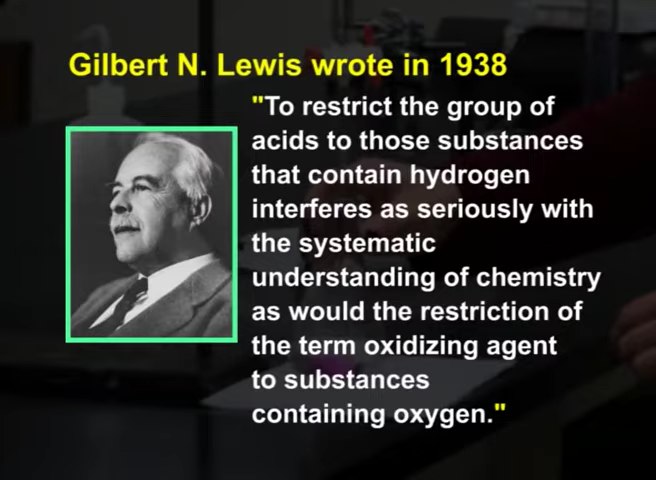 Gilbert N. Lewis wrote in 1938
"To restrict the group of
acids to those substances
that contain hydrogen
interferes as seriously with
the systematic
understanding of chemistry
as would the restriction of
the term oxidizing agent
to substances
containing oxygen."